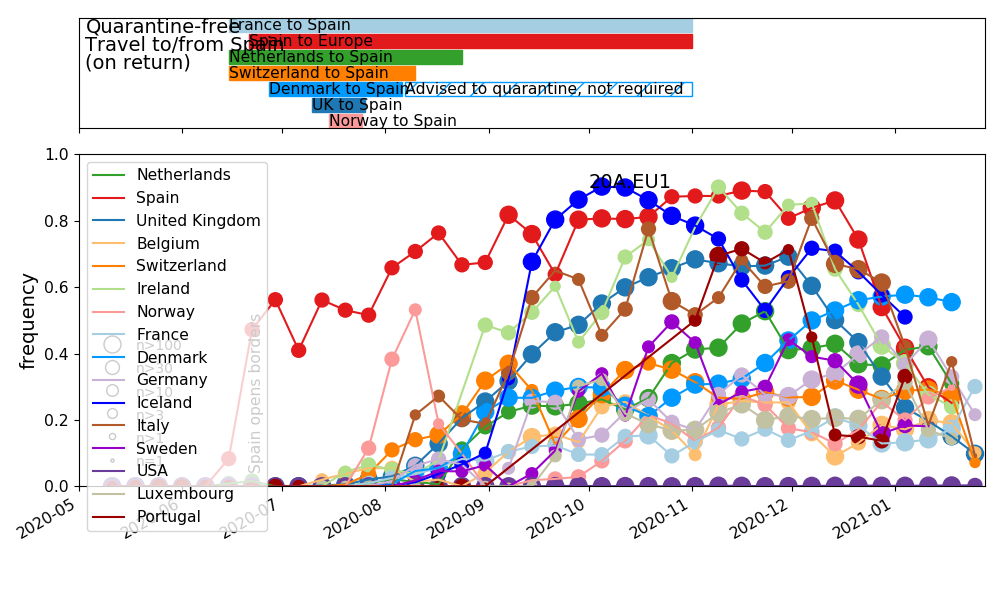 Quarantine-free
Travel to/from Spain
(on return)
France to Spain
Spain to Europe
Netherlands to Spain
Switzerland to Spain
Denmark to Spain
Advised to quarantine, not required
UK to Spain
Norway to Spain
20A.EU1
frequency
1.0
0.8
0.6
0.4
0.2
0.0
Netherlands
Spain
United Kingdom
Belgium
Switzerland
Ireland
Norway
France
Denmark
Germany
Iceland
Italy
Sweden
USA
Luxembourg
Portugal
n>100
n>30
n>10
n>3
n>1
n=1
Spain opens borders
2020-05
2020-06
2020-07
2020-08
2020-09
2020-10
2020-11
2020-12
2021-01